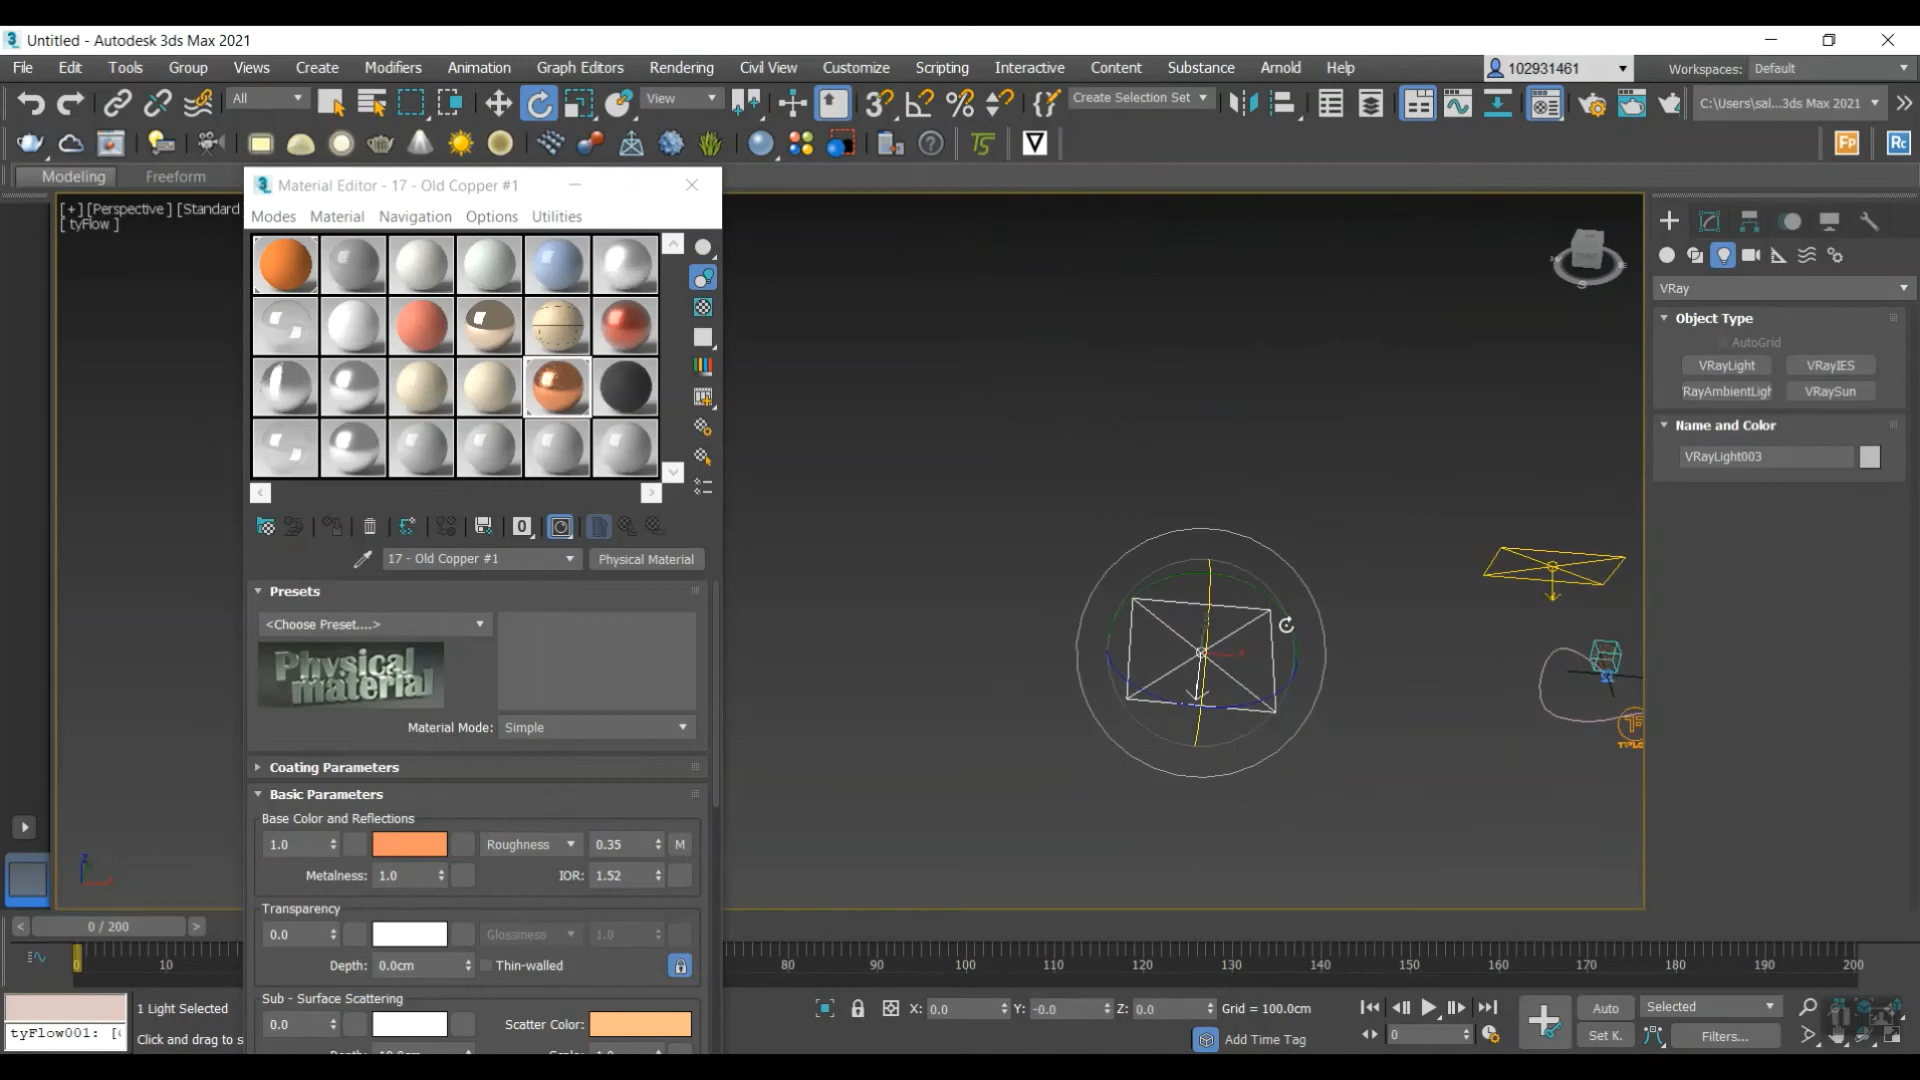 Untitled - Autodesk 3ds Max 2021
File Edit Tools Group Views Create Modifiers Animation Graph Editors Rendering Civil View Customize Scripting Interactive Content Substance Arnold Help 102931461 Workspaces: Default
All View Create Selection Set C:\Users\sal...3ds Max 2021
Modeling Freeform
[+] [Perspective ] [Standard
[ tyFlow ]
Material Editor - 17 - Old Copper #1
Modes Material Navigation Options Utilities
17 - Old Copper #1 Physical Material
Presets
<Choose Preset....>
Physical material
Material Mode: Simple
Coating Parameters
Basic Parameters
Base Color and Reflections
1.0 Roughness 0.35 M
Metalness: 1.0 IOR: 1.52
Transparency
0.0 Glossiness 1.0
Depth: 0.0cm Thin-walled
Sub - Surface Scattering
0.0 Scatter Color:
VRay
Object Type
AutoGrid
VRayLight VRayIES
RayAmbientLigh VRaySun
Name and Color
VRayLight003
0 / 200
10 80 90 100 110 120 130 140 150 160 170 180 190 200
1 Light Selected
tyFlow001: [
Click and drag to s
X: 0.0 Y: -0.0 Z: 0.0 Grid = 100.0cm
Add Time Tag
0
Auto Selected
Set K. Filters...